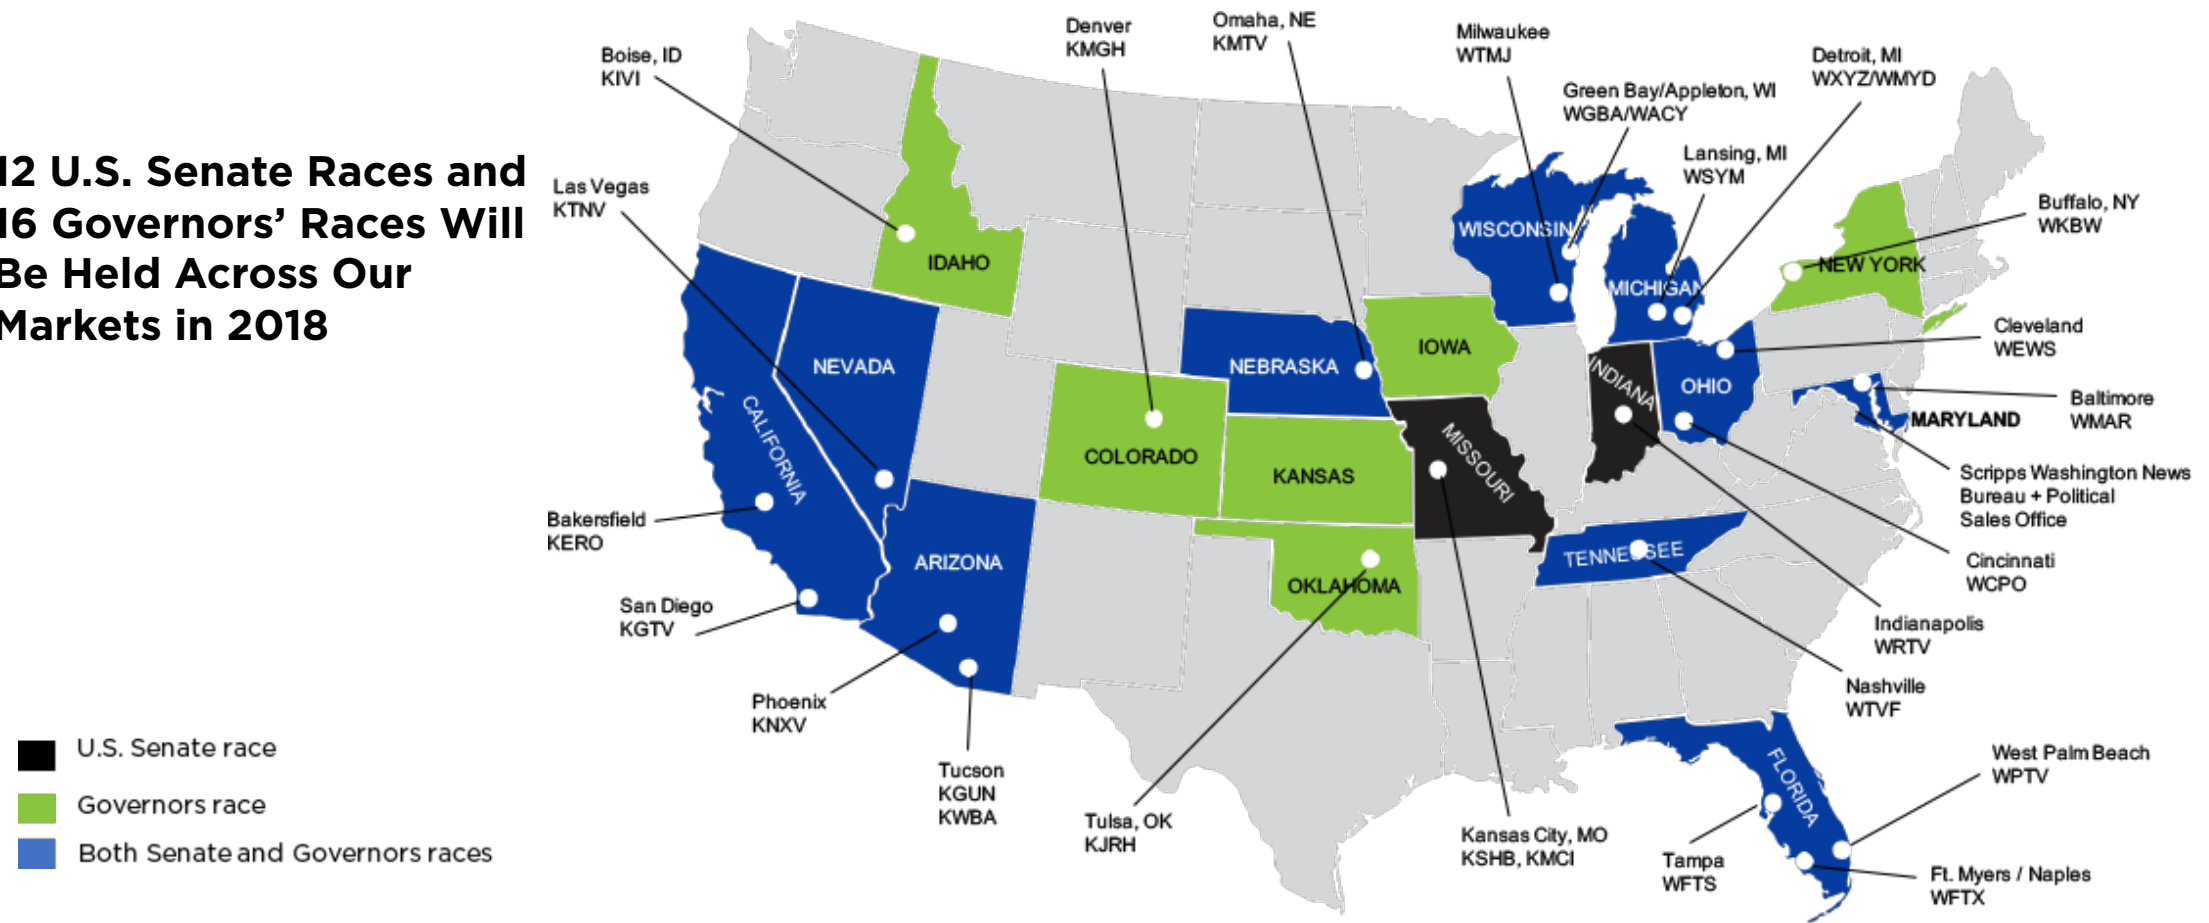 12 U.S. Senate Races and
16 Governors’ Races Will
Be Held Across Our
Markets in 2018
U.S. Senate race
Governors race
Both Senate and Governors races
Boise, ID
KIVI
Las Vegas
KTNV
Denver
KMGH
Omaha, NE
KMTV
Milwaukee
WTMJ
Green Bay/Appleton, WI
WGBA/WACY
Lansing, MI
WSYM
Detroit, MI
WXYZ/WMYD
Buffalo, NY
WKBW
Cleveland
WEWS
Baltimore
WMAR
Scripps Washington News
Bureau + Political
Sales Office
Cincinnati
WCPO
Indianapolis
WRTV
Nashville
WTVF
West Palm Beach
WPTV
Ft. Myers / Naples
WFTX
Tampa
WFTS
Kansas City, MO
KSHB, KMCI
Tulsa, OK
KJRH
Tucson
KGUN
KWBA
Phoenix
KNXV
San Diego
KGTV
Bakersfield
KERO
IDAHO
NEVADA
CALIFORNIA
ARIZONA
COLORADO
NEBRASKA
KANSAS
OKLAHOMA
IOWA
MISSOURI
WISCONSIN
MICHIGAN
INDIANA
OHIO
TENNESSEE
NEW YORK
MARYLAND
FLORIDA